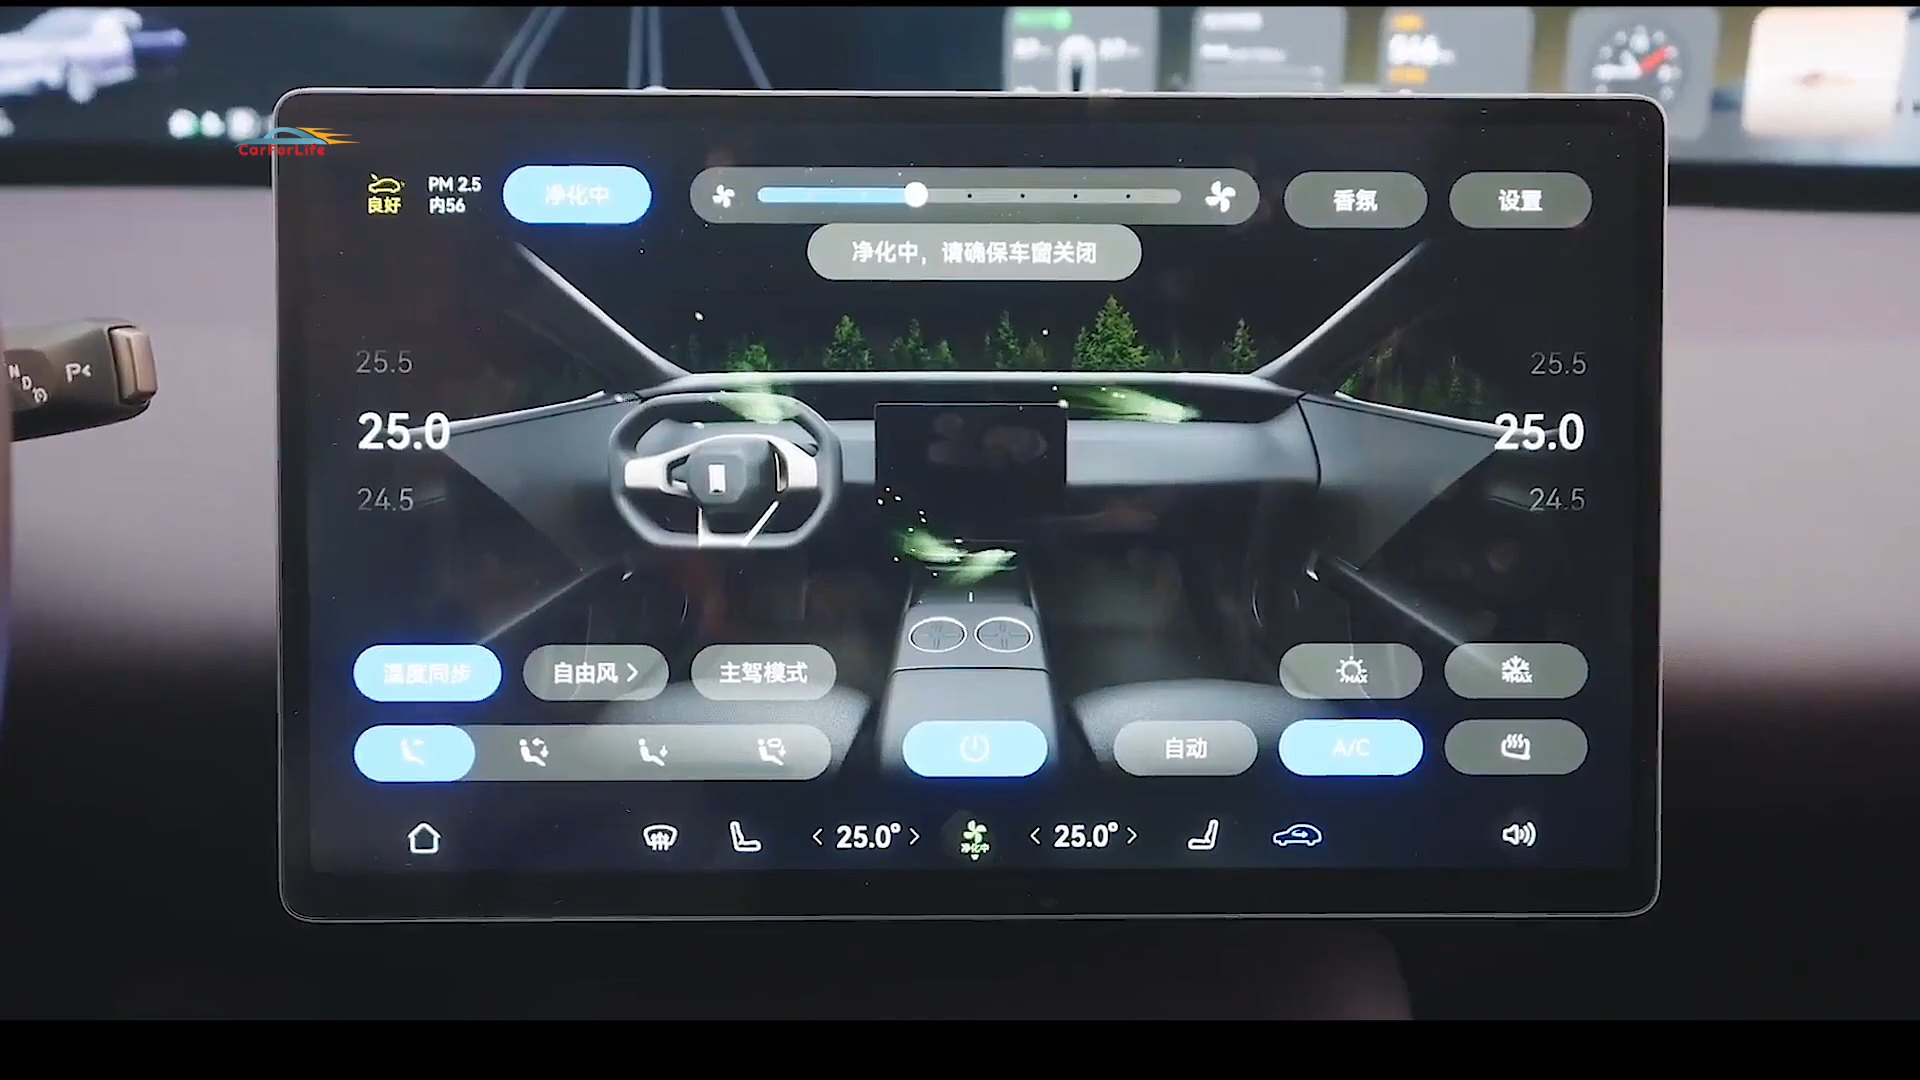 CarForLife
良好
PM 2.5
内56
净化中
香氛
设置
净化中，请确保车窗关闭
25.5
25.5
N
D
P<
25.0
25.0
24.5
24.5
温度同步
自由风 >
主驾模式
MAX
MAX
自动
A/C
< 25.0° >
净化中
< 25.0° >